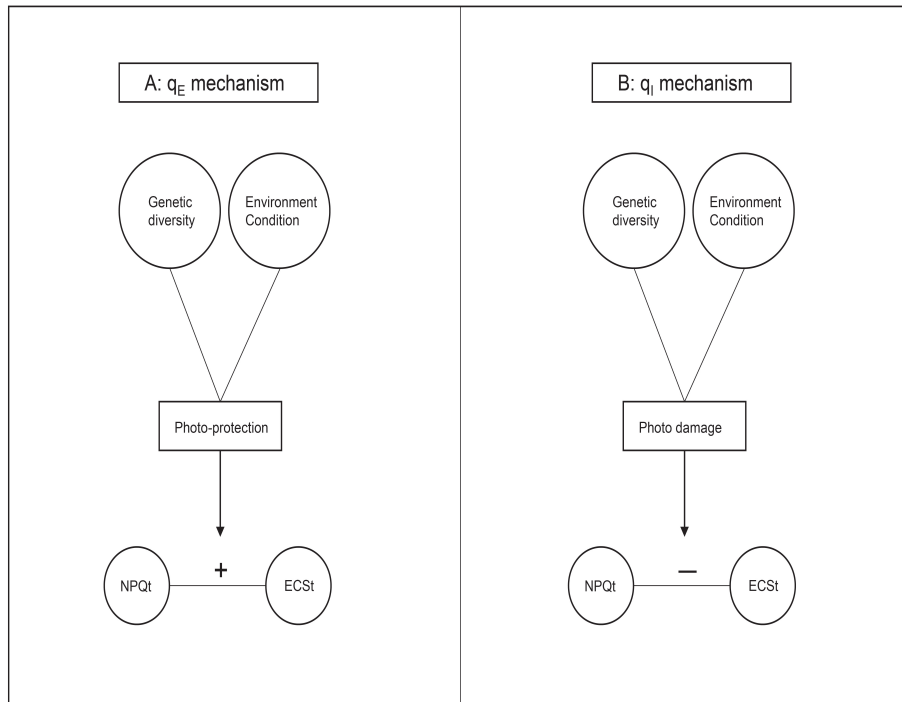 A: qE mechanism
Genetic
diversity
Environment
Condition
Photo-protection
+
NPQt
ECSt
B: qI mechanism
Genetic
diversity
Environment
Condition
Photo damage
—
NPQt
ECSt